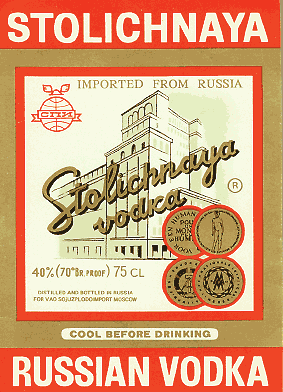 STOLICHNAYA
IMPORTED FROM RUSSIA
СПИ
Stolichnaya
®
vodka
40% (70° BR. PROOF) 75 CL
DISTILLED AND BOTTLED IN RUSSIA
FOR VAO SOJUZPLODOIMPORT MOSCOW
COOL BEFORE DRINKING
RUSSIAN VODKA